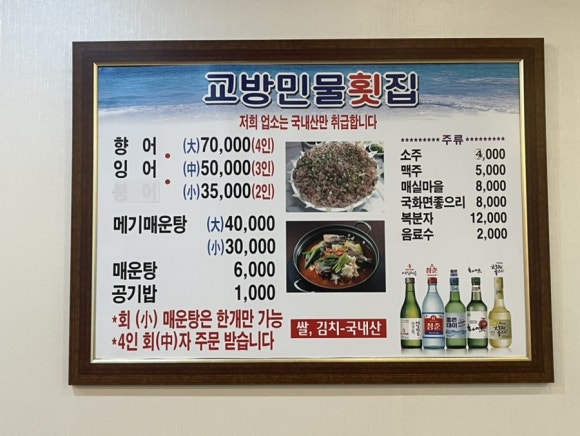 교방민물횟집
저희 업소는 국내산만 취급합니다
향 어 (大)70,000(4인)
잉 어 (中)50,000(3인)
(小)35,000(2인)
메기매운탕 (大)40,000
(小)30,000
매운탕 6,000
공기밥 1,000
*회 (小) 매운탕은 한개만 가능
*4인 회(中)자 주문 받습니다
쌀, 김치-국내산
********* 주류 *********
소주 4,000
맥주 5,000
매실마을 8,000
국화면좋으리 8,000
복분자 12,000
음료수 2,000